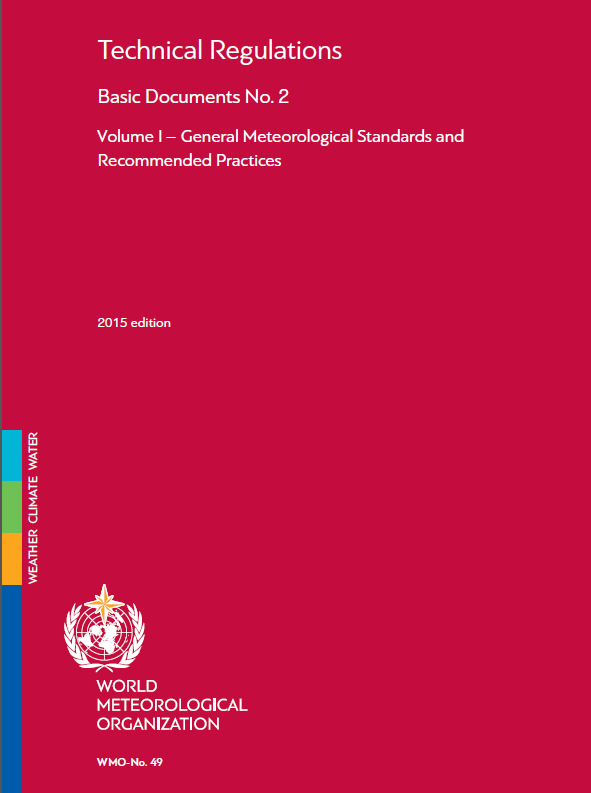 Technical Regulations
Basic Documents No. 2
Volume I – General Meteorological Standards and
Recommended Practices
2015 edition
WEATHER CLIMATE WATER
WORLD
METEOROLOGICAL
ORGANIZATION
WMO-No. 49